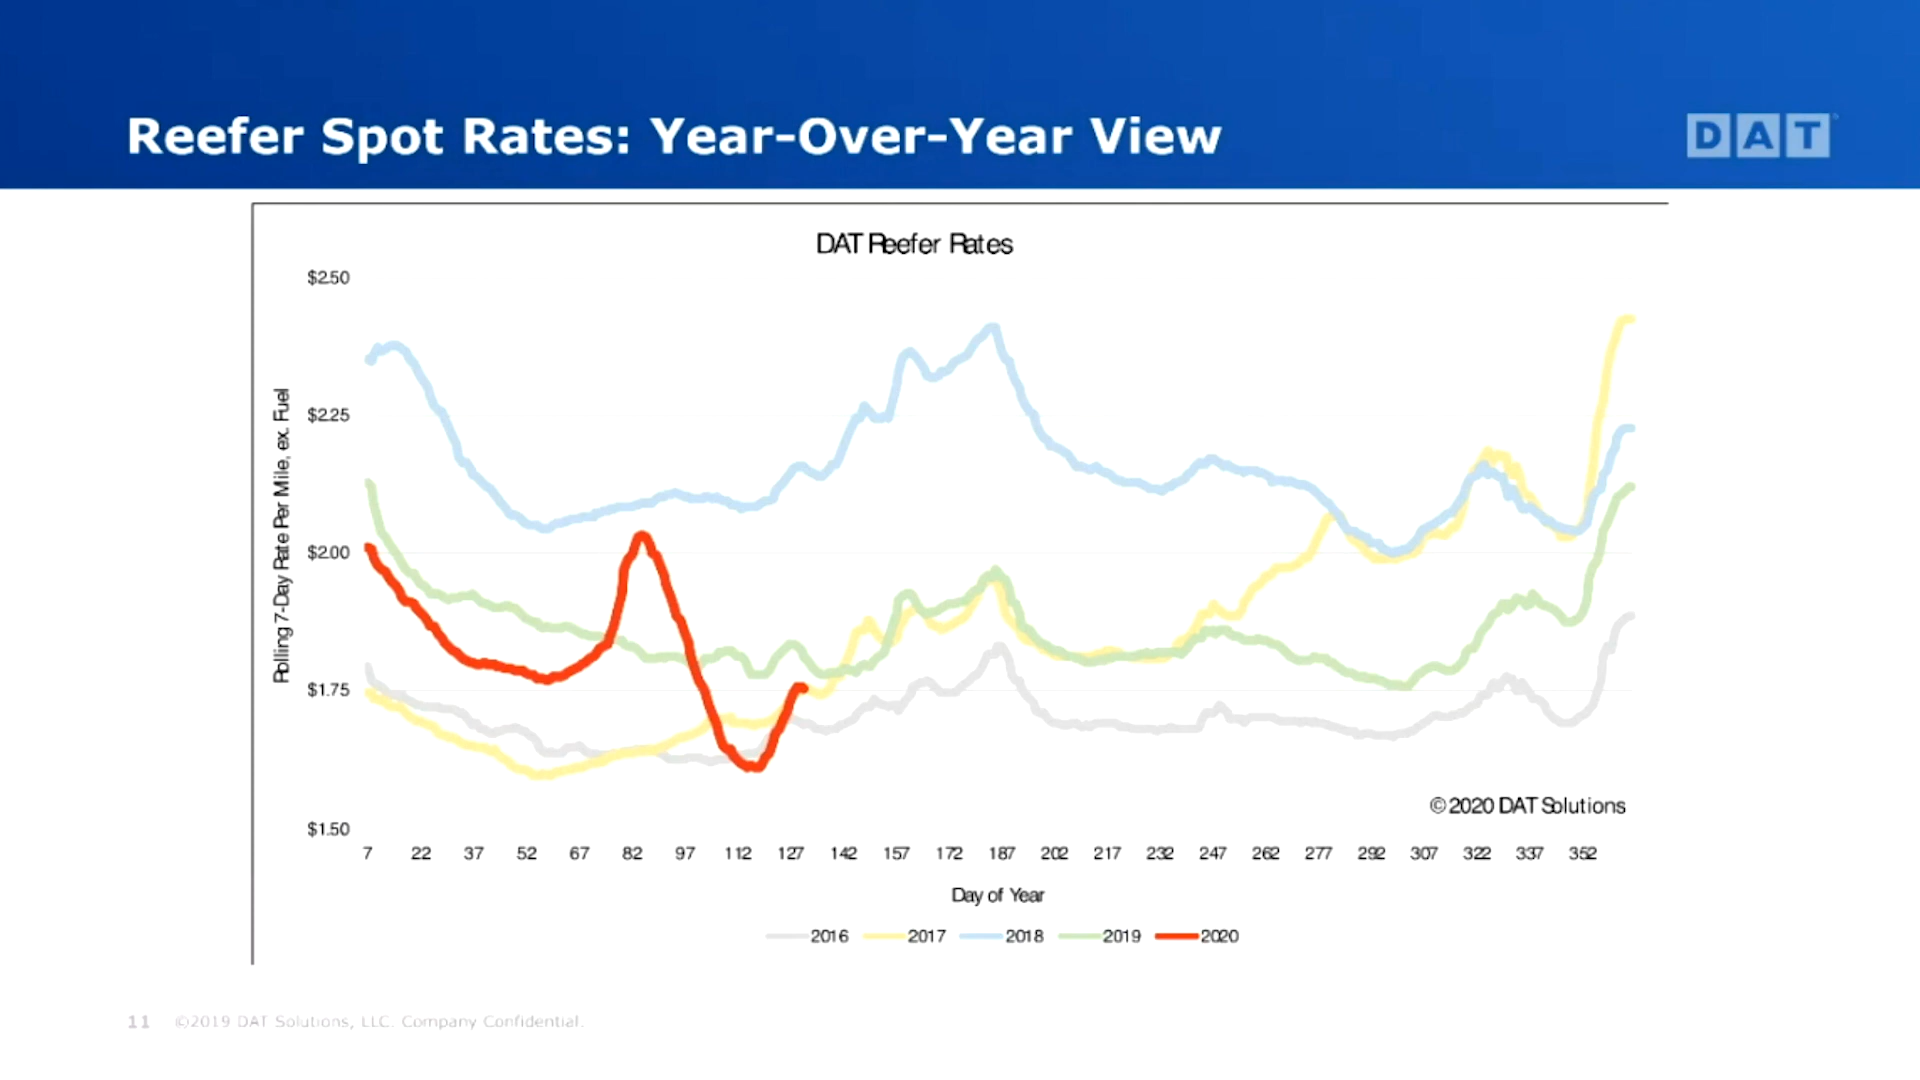 Reefer Spot Rates: Year-Over-Year View
DAT
DAT Reefer Rates
$2.50
$2.25
$2.00
$1.75
$1.50
Rolling 7-Day Rate Per Mile, ex. Fuel
© 2020 DAT Solutions
7 22 37 52 67 82 97 112 127 142 157 172 187 202 217 232 247 262 277 292 307 322 337 352
Day of Year
2016 2017 2018 2019 2020
11 ©2019 DAT Solutions, LLC. Company Confidential.